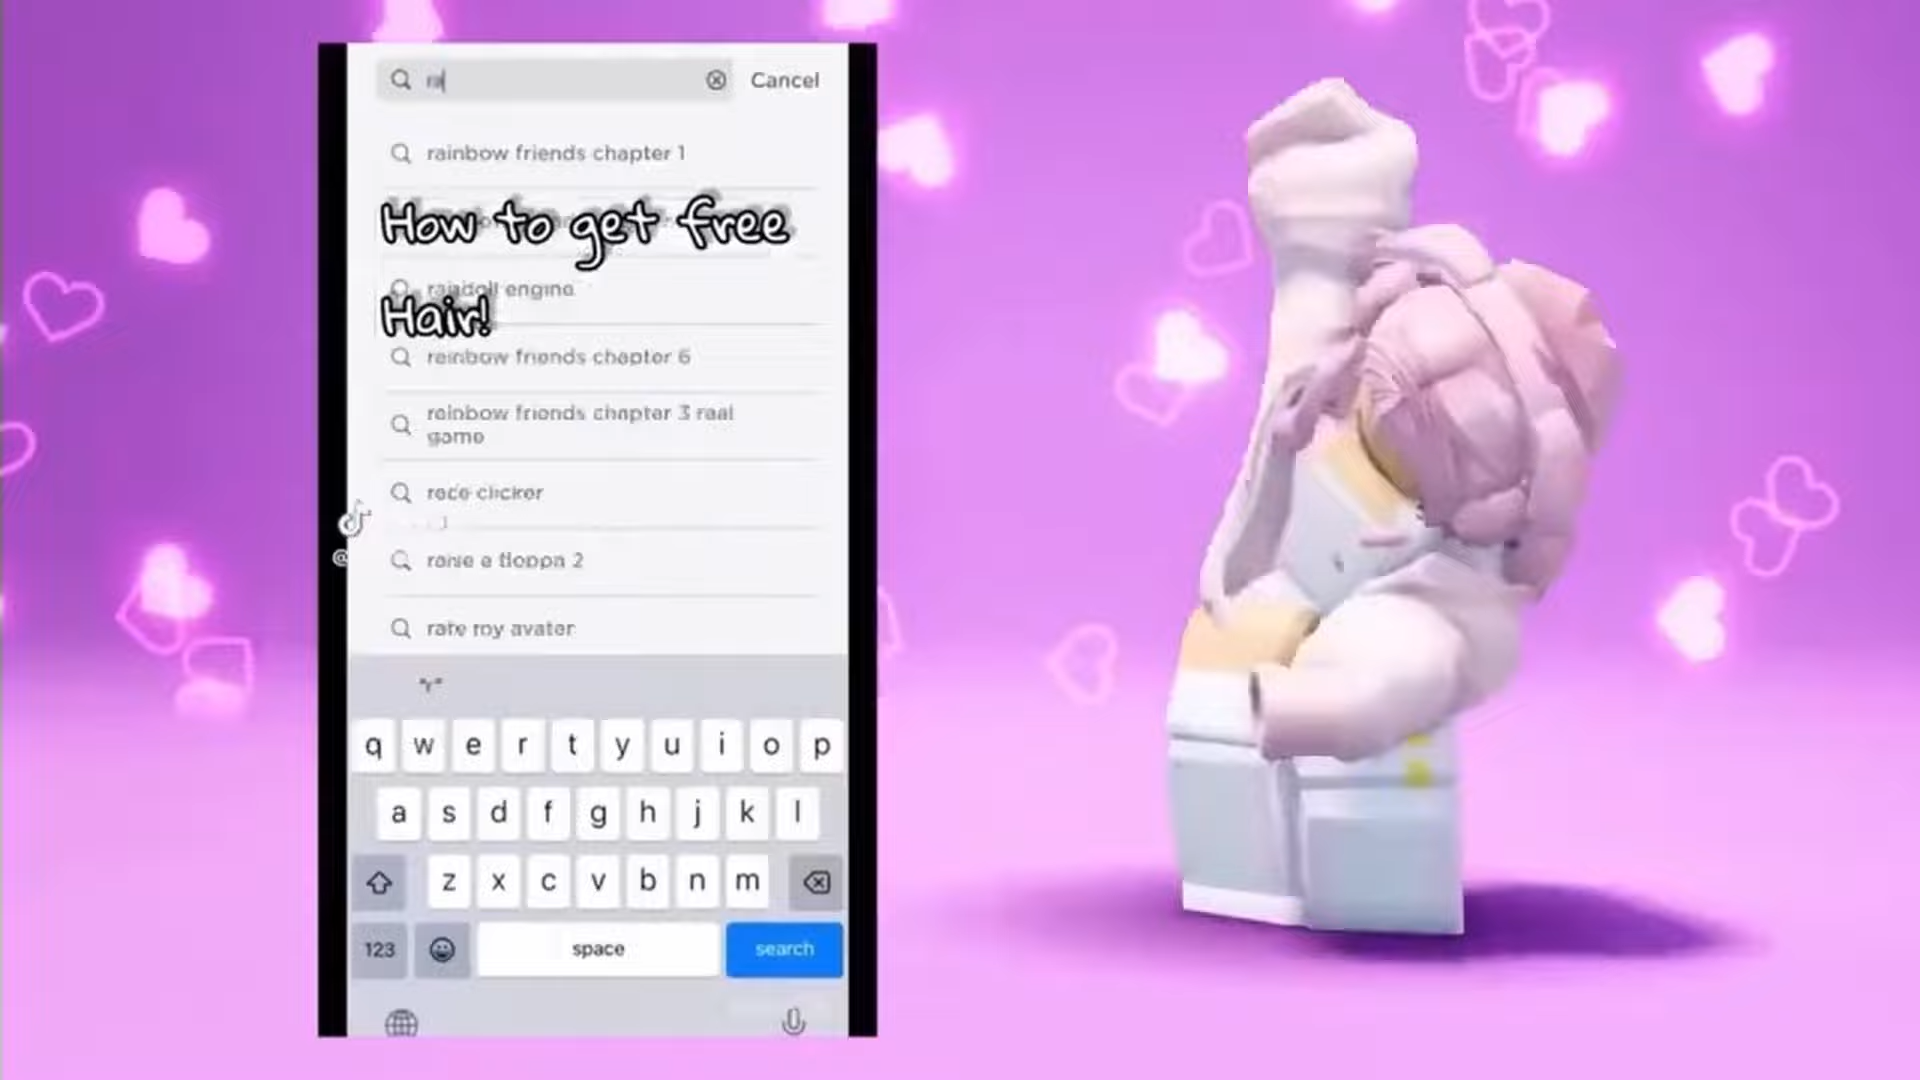 ra
Cancel
rainbow friends chapter 1
How to get free
engine
Hair!
rainbow friends chapter 6
rainbow friends chapter 3 real
game
race clicker
raise a floppa 2
rate my avatar
"r"
q w e r t y u i o p
a s d f g h j k l
z x c v b n m
123
space
search
@